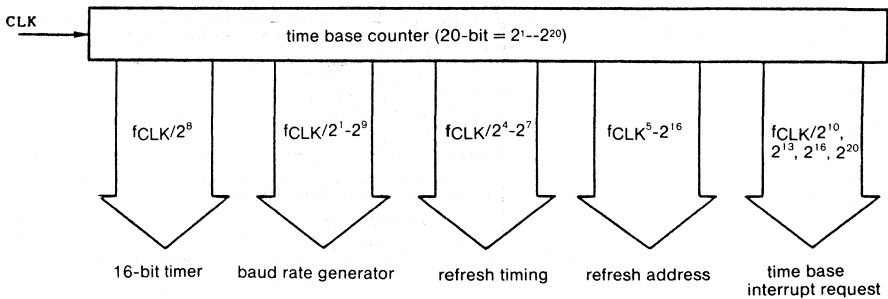 CLK
time base counter (20-bit = 2¹--2²⁰)
fCLK/2⁸
fCLK/2¹-2⁹
fCLK/2⁴-2⁷
fCLK⁵-2¹⁶
fCLK/2¹⁰,
2¹³, 2¹⁶, 2²⁰
16-bit timer
baud rate generator
refresh timing
refresh address
time base
interrupt request